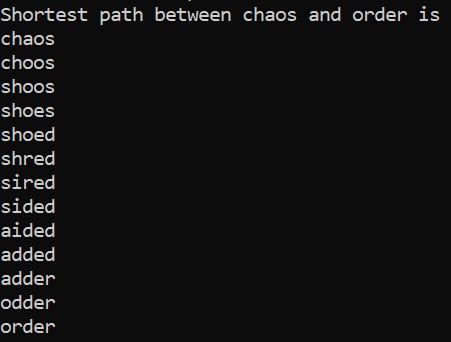 Shortest path between chaos and order is
chaos
choos
shoos
shoes
shoed
shred
sired
sided
aided
added
adder
odder
order